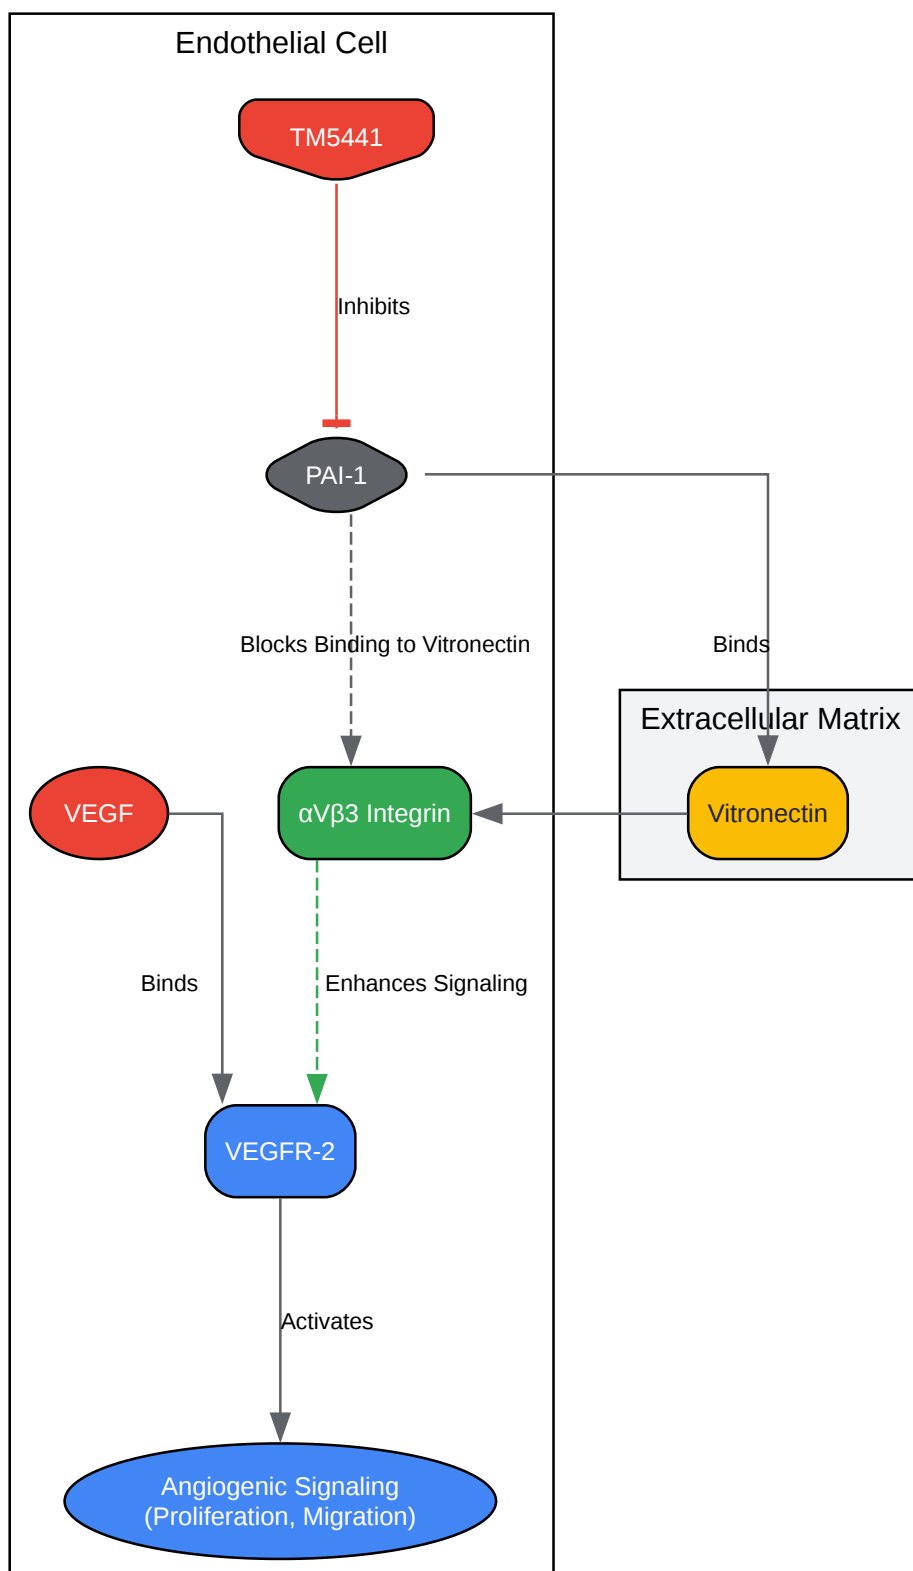 Endothelial Cell
TM5441
Inhibits
PAI-1
Blocks Binding to Vitronectin
Binds
Extracellular Matrix
VEGF
αVβ3 Integrin
Vitronectin
Binds
Enhances Signaling
VEGFR-2
Activates
Angiogenic Signaling
(Proliferation, Migration)